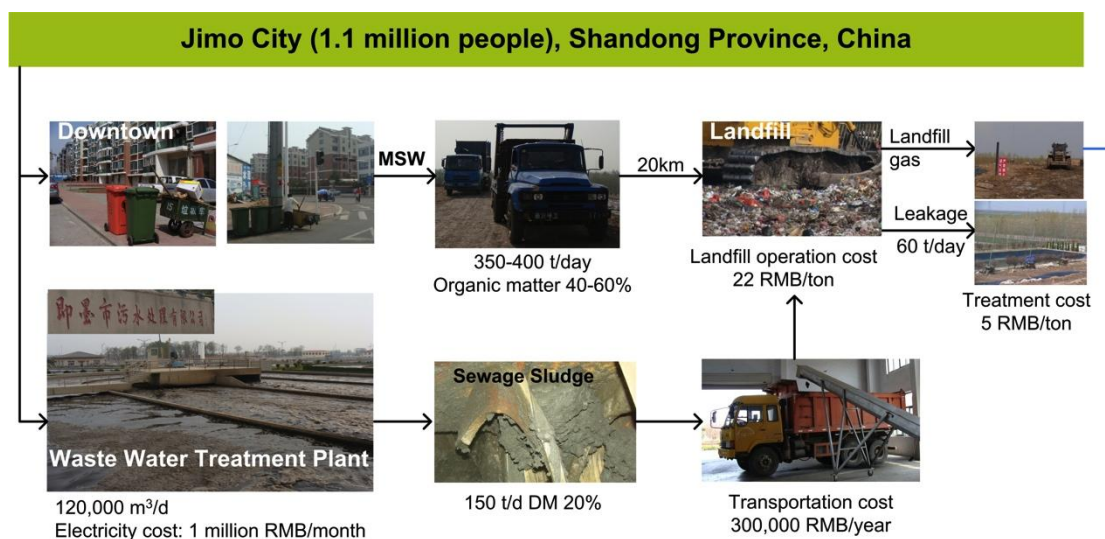 Jimo City (1.1 million people), Shandong Province, China
Downtown
MSW
350-400 t/day
Organic matter 40-60%
20km
Landfill
Landfill operation cost
22 RMB/ton
Landfill
gas
Leakage
60 t/day
Treatment cost
5 RMB/ton
即墨市污水处理有限公司
Waste Water Treatment Plant
120,000 m³/d
Electricity cost: 1 million RMB/month
Sewage Sludge
150 t/d DM 20%
Transportation cost
300,000 RMB/year